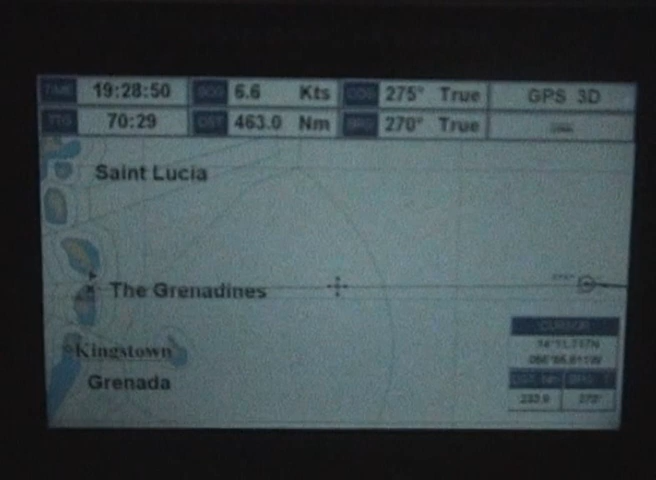 TIME 19:28:50 SOG 6.6 Kts COG 275° True GPS 3D
TTG 70:29 DST 463.0 Nm BRG 270° True
Saint Lucia
The Grenadines
CURSOR
Kingstown
Grenada
233.9 270°